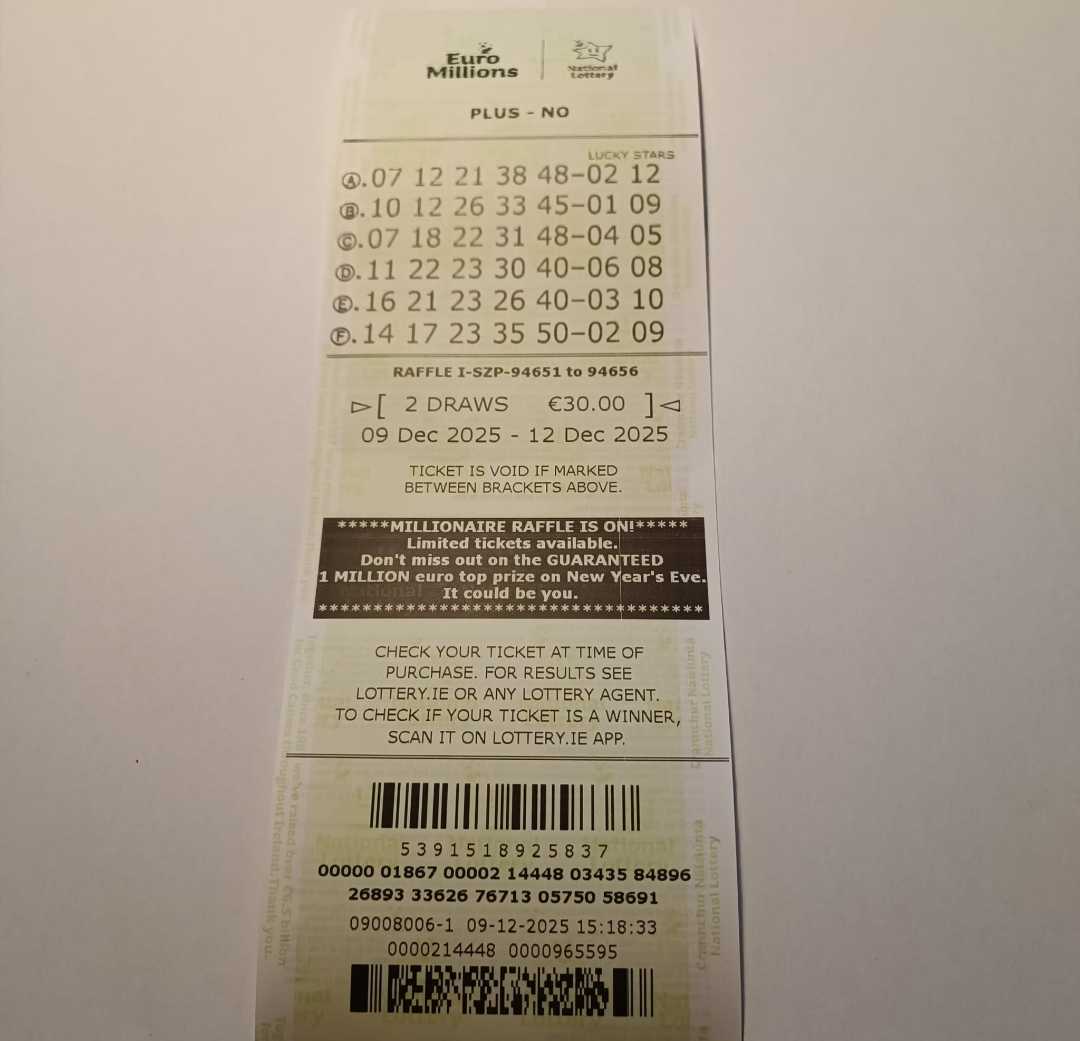 Euro
Millions
National
Lottery
PLUS - NO
LUCKY STARS
A. 07 12 21 38 48-02 12
B. 10 12 26 33 45-01 09
C. 07 18 22 31 48-04 05
D. 11 22 23 30 40-06 08
E. 16 21 23 26 40-03 10
F. 14 17 23 35 50-02 09
RAFFLE I-SZP-94651 to 94656
[ 2 DRAWS €30.00 ]
09 Dec 2025 - 12 Dec 2025
TICKET IS VOID IF MARKED
BETWEEN BRACKETS ABOVE.
*****MILLIONAIRE RAFFLE IS ON!*****
Limited tickets available.
Don't miss out on the GUARANTEED
1 MILLION euro top prize on New Year's Eve.
It could be you.
***********************************
CHECK YOUR TICKET AT TIME OF
PURCHASE. FOR RESULTS SEE
LOTTERY.IE OR ANY LOTTERY AGENT.
TO CHECK IF YOUR TICKET IS A WINNER,
SCAN IT ON LOTTERY.IE APP.
5391518925837
00000 01867 00002 14448 03435 84896
26893 33626 76713 05750 58691
09008006-1 09-12-2025 15:18:33
0000214448 0000965595
Crannchur Náisiúnta
National Lottery